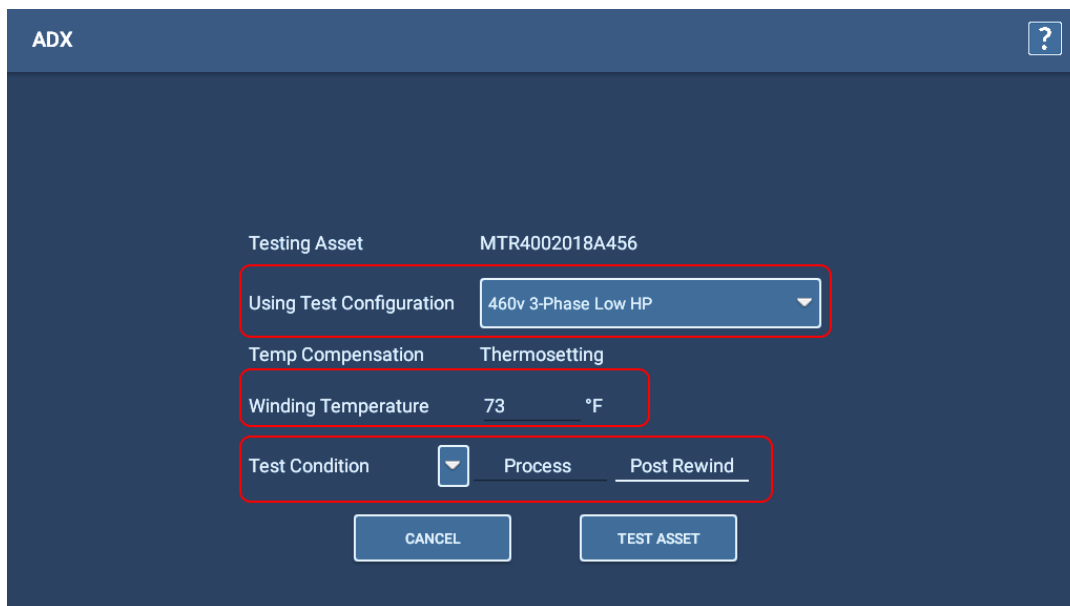 ADX
?
Testing Asset MTR4002018A456
Using Test Configuration 460v 3-Phase Low HP
Temp Compensation Thermosetting
Winding Temperature 73 °F
Test Condition Process Post Rewind
CANCEL TEST ASSET